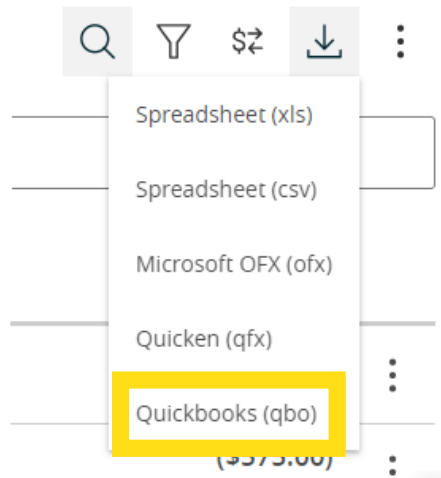 Spreadsheet (xls)
Spreadsheet (csv)
Microsoft OFX (ofx)
Quicken (qfx)
Quickbooks (qbo)